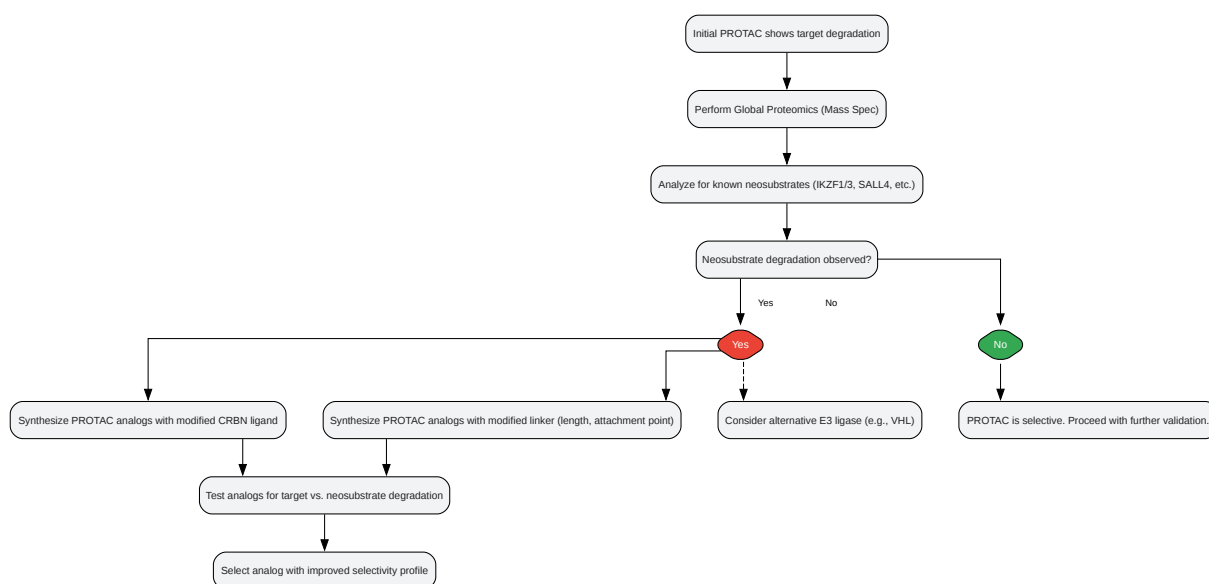 Initial PROTAC shows target degradation
Perform Global Proteomics (Mass Spec)
Analyze for known neosubstrates (IKZF1/3, SALL4, etc.)
Neosubstrate degradation observed?
Yes
No
Yes
No
Synthesize PROTAC analogs with modified CRBN ligand
Synthesize PROTAC analogs with modified linker (length, attachment point)
Consider alternative E3 ligase (e.g., VHL)
PROTAC is selective. Proceed with further validation.
Test analogs for target vs. neosubstrate degradation
Select analog with improved selectivity profile